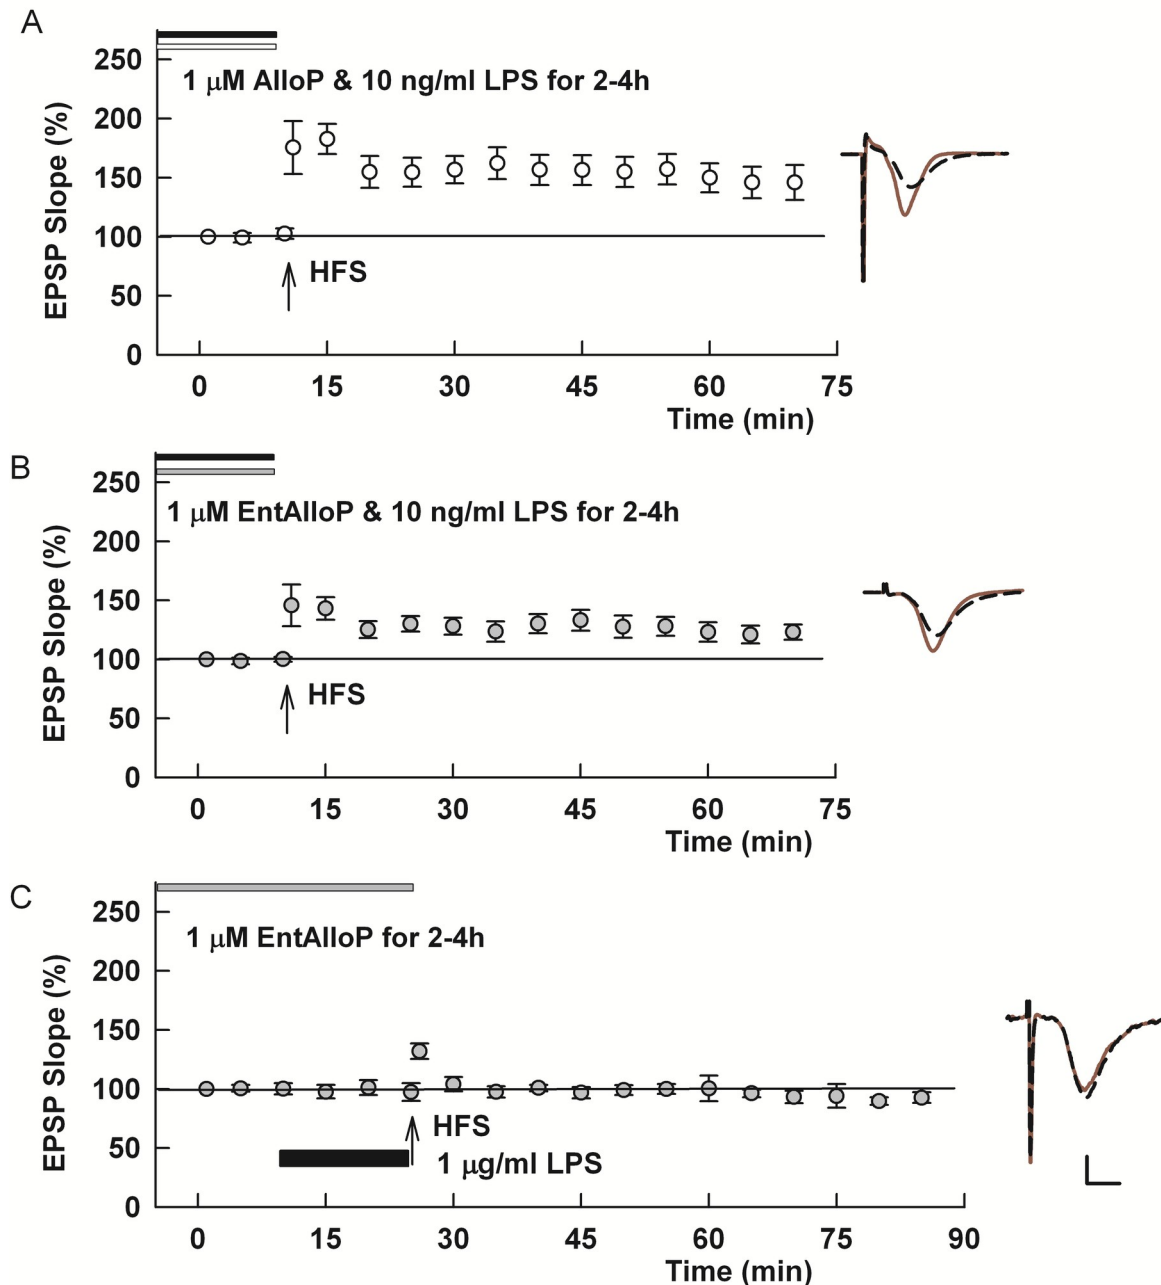 A
EPSP Slope (%)
250
200
150
100
50
0
1 μM AlloP & 10 ng/ml LPS for 2-4h
HFS
0 15 30 45 60 75
Time (min)
B
EPSP Slope (%)
250
200
150
100
50
0
1 μM EntAlloP & 10 ng/ml LPS for 2-4h
HFS
0 15 30 45 60 75
Time (min)
C
EPSP Slope (%)
250
200
150
100
50
0
1 μM EntAlloP for 2-4h
HFS
1 μg/ml LPS
0 15 30 45 60 75 90
Time (min)